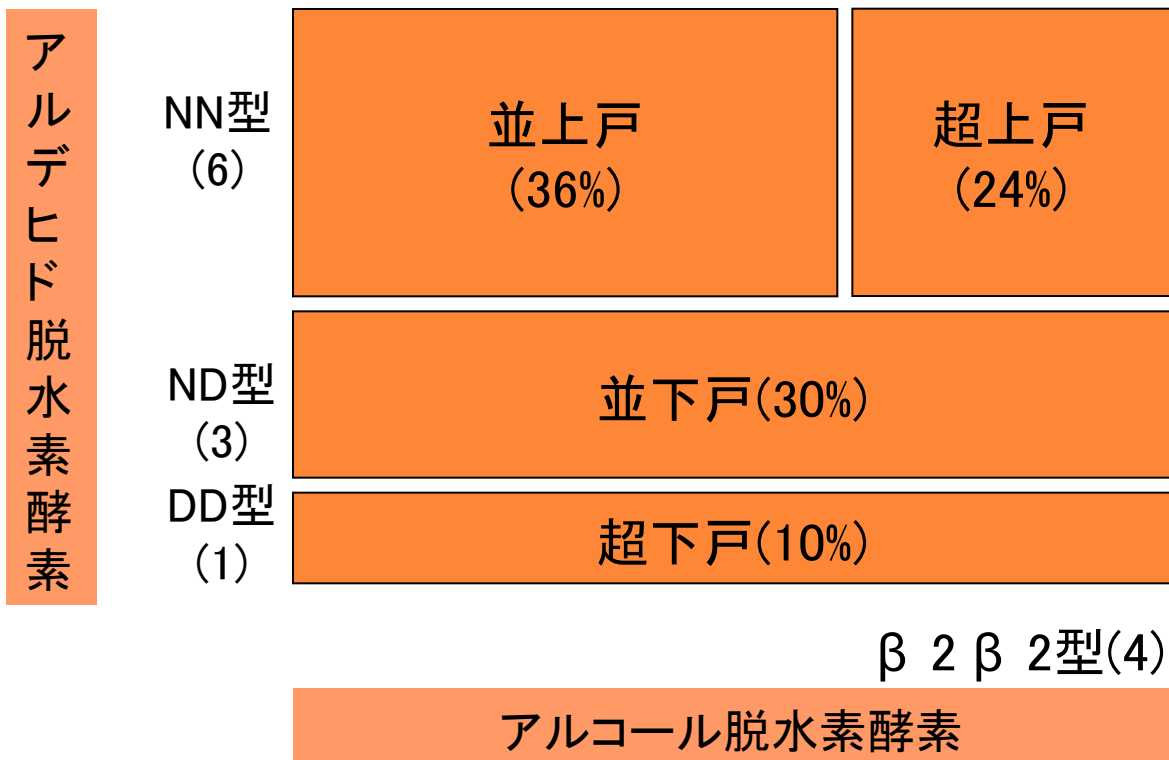 アルデヒド脱水素酵素
NN型
(6)
並上戸
(36%)
超上戸
(24%)
ND型
(3)
並下戸(30%)
DD型
(1)
超下戸(10%)
β2β2型(4)
アルコール脱水素酵素